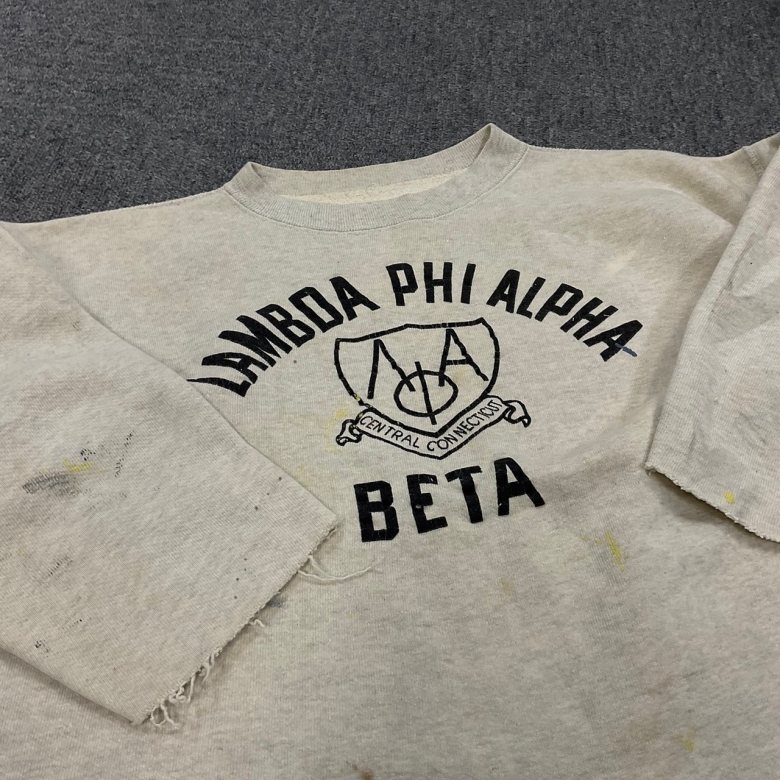 LAMBDA PHI ALPHA
ΛΦΑ
CENTRAL CONNECTICUT
BETA